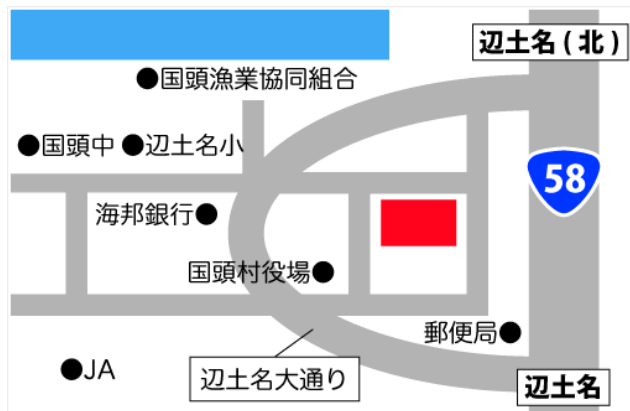 辺土名(北)
●国頭漁業協同組合
●国頭中 ●辺土名小
58
海邦銀行●
国頭村役場●
郵便局●
●JA
辺土名大通り
辺土名